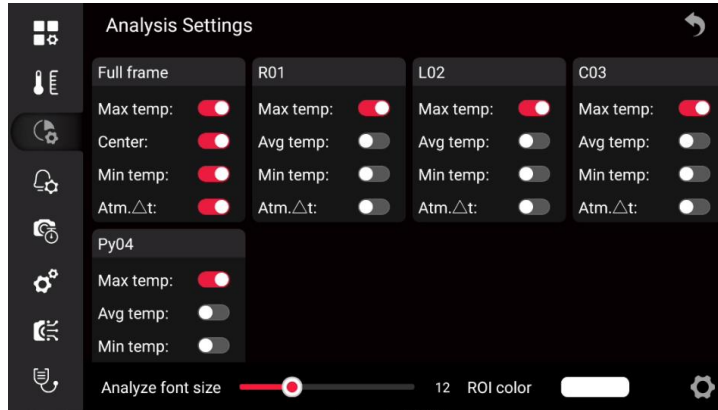 Analysis Settings
Full frame
Max temp:
Center:
Min temp:
Atm.△t:
R01
Max temp:
Avg temp:
Min temp:
Atm.△t:
L02
Max temp:
Avg temp:
Min temp:
Atm.△t:
C03
Max temp:
Avg temp:
Min temp:
Atm.△t:
Py04
Max temp:
Avg temp:
Min temp:
Analyze font size 12 ROI color